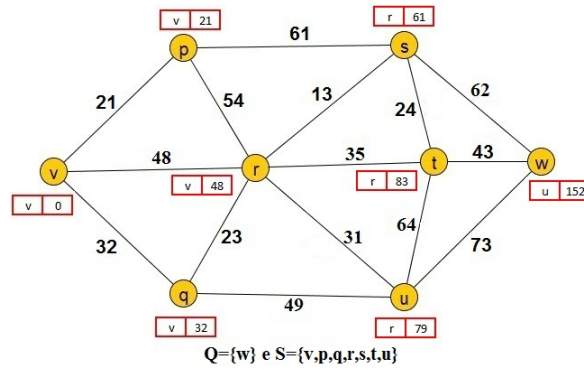 v 21
r 61
p
61
s
21
54
13
62
24
v
48
r
35
t
43
w
v 0
v 48
r 83
u 152
32
23
31
64
73
q
49
u
v 32
r 79
Q={w} e S={v,p,q,r,s,t,u}